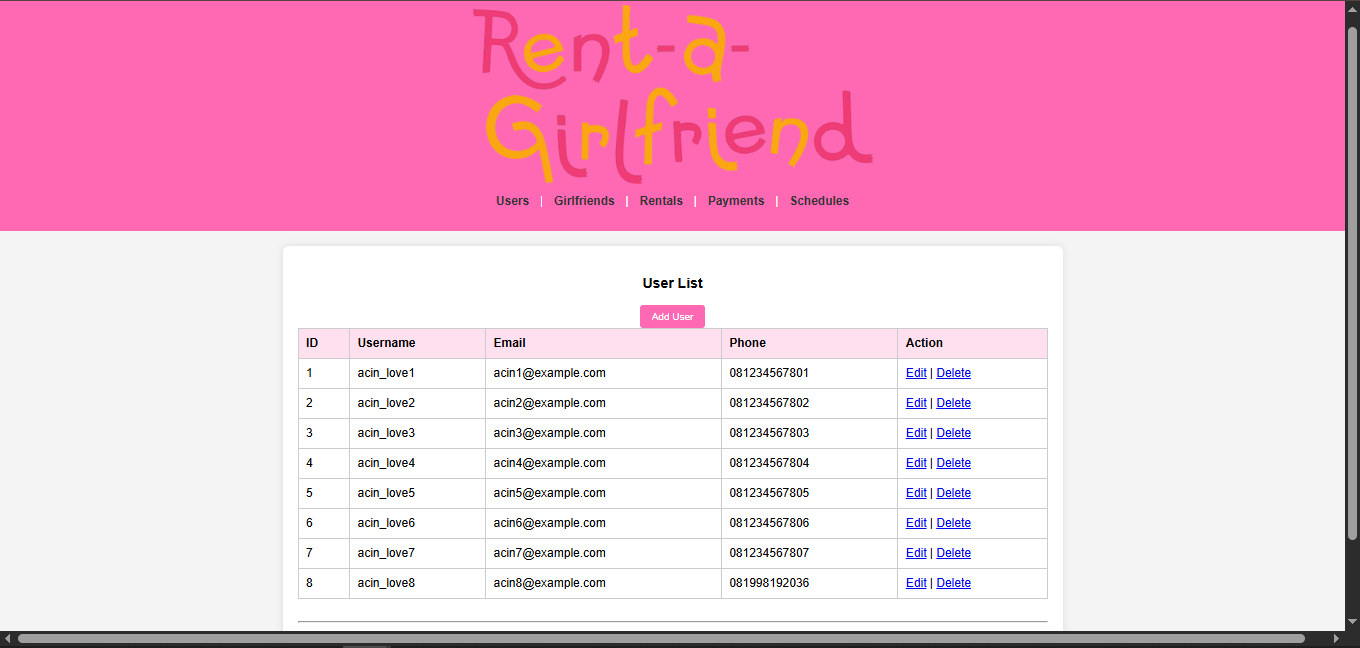 Rent-a-
Girlfriend
Users | Girlfriends | Rentals | Payments | Schedules
User List
Add User
ID Username Email Phone Action
1 acin_love1 acin1@example.com 081234567801 Edit | Delete
2 acin_love2 acin2@example.com 081234567802 Edit | Delete
3 acin_love3 acin3@example.com 081234567803 Edit | Delete
4 acin_love4 acin4@example.com 081234567804 Edit | Delete
5 acin_love5 acin5@example.com 081234567805 Edit | Delete
6 acin_love6 acin6@example.com 081234567806 Edit | Delete
7 acin_love7 acin7@example.com 081234567807 Edit | Delete
8 acin_love8 acin8@example.com 081998192036 Edit | Delete